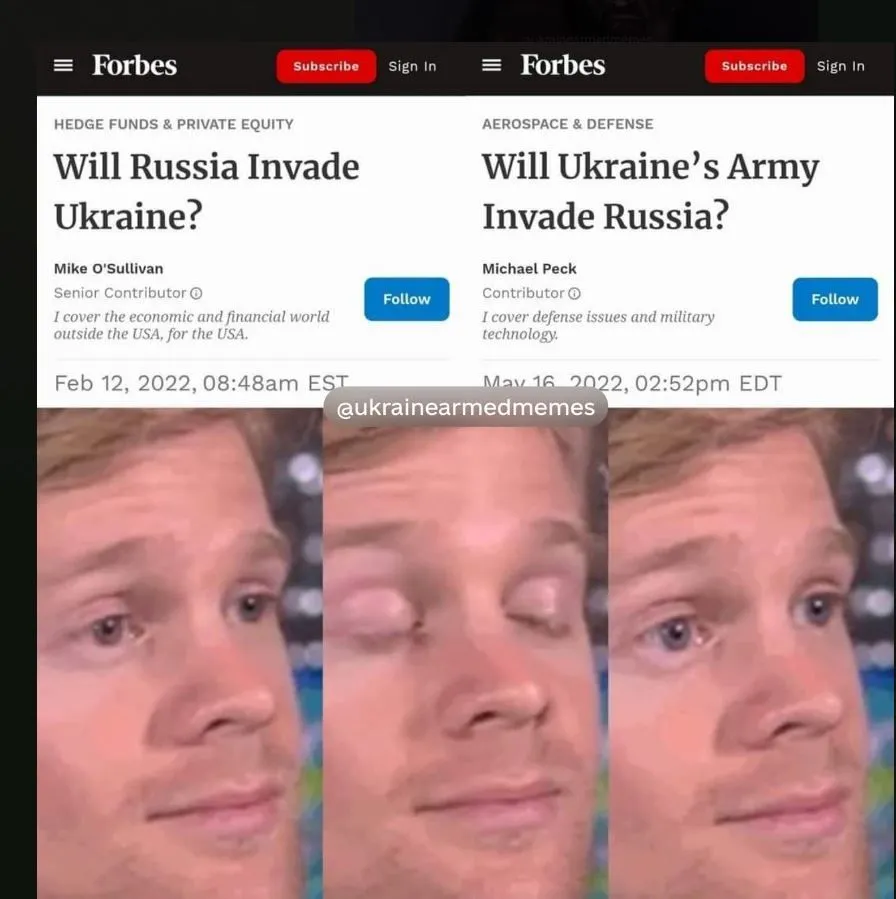 Forbes
Subscribe
Sign In
HEDGE FUNDS & PRIVATE EQUITY
Will Russia Invade
Ukraine?
Mike O'Sullivan
Senior Contributor
I cover the economic and financial world
outside the USA, for the USA.
Follow
Feb 12, 2022, 08:48am EST
Forbes
Subscribe
Sign In
AEROSPACE & DEFENSE
Will Ukraine’s Army
Invade Russia?
Michael Peck
Contributor
I cover defense issues and military
technology.
Follow
May 16, 2022, 02:52pm EDT
@ukrainearmedmemes